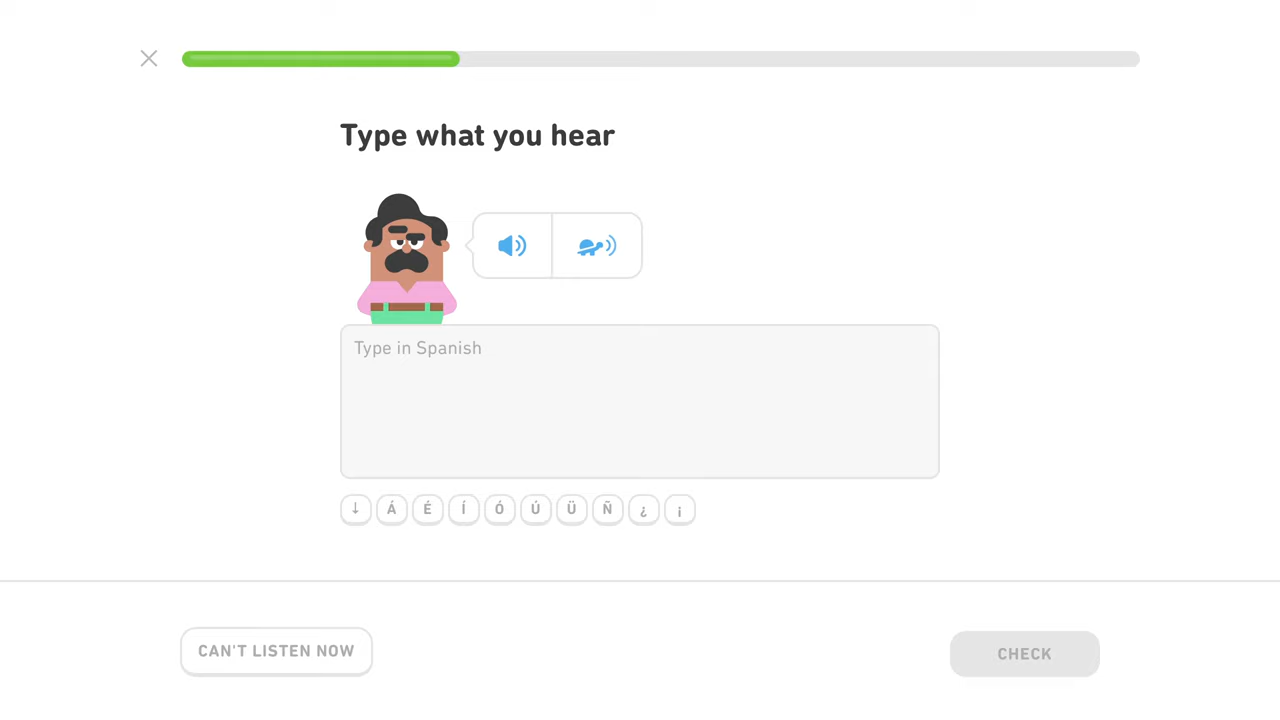 Type what you hear
Type in Spanish
↓ Á É Í Ó Ú Ü Ñ ¿ ¡
CAN'T LISTEN NOW
CHECK